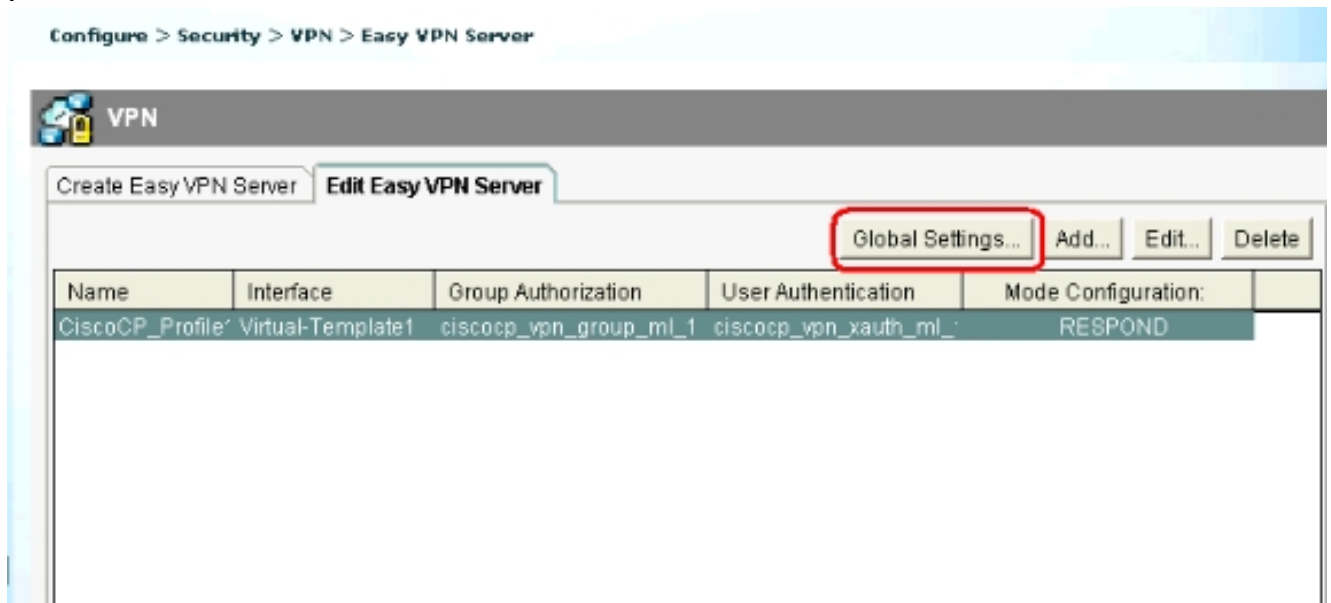 Configure > Security > VPN > Easy VPN Server
VPN
Create Easy VPN Server Edit Easy VPN Server
Global Settings... Add... Edit... Delete
Name Interface Group Authorization User Authentication Mode Configuration:
CiscoCP_Profile1 Virtual-Template1 ciscocp_vpn_group_ml_1 ciscocp_vpn_xauth_ml_ RESPOND